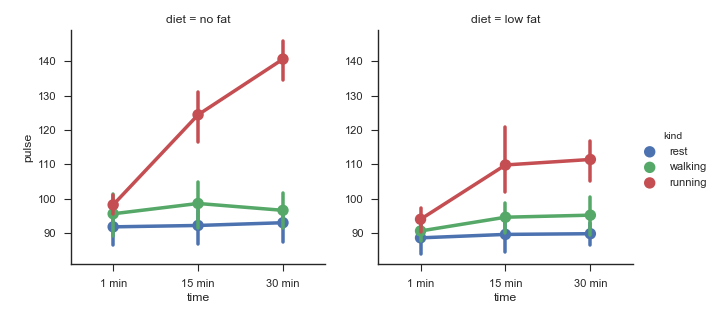 diet = no fat
diet = low fat
pulse
140
130
120
110
100
90
1 min
15 min
30 min
time
140
130
120
110
100
90
1 min
15 min
30 min
time
kind
rest
walking
running